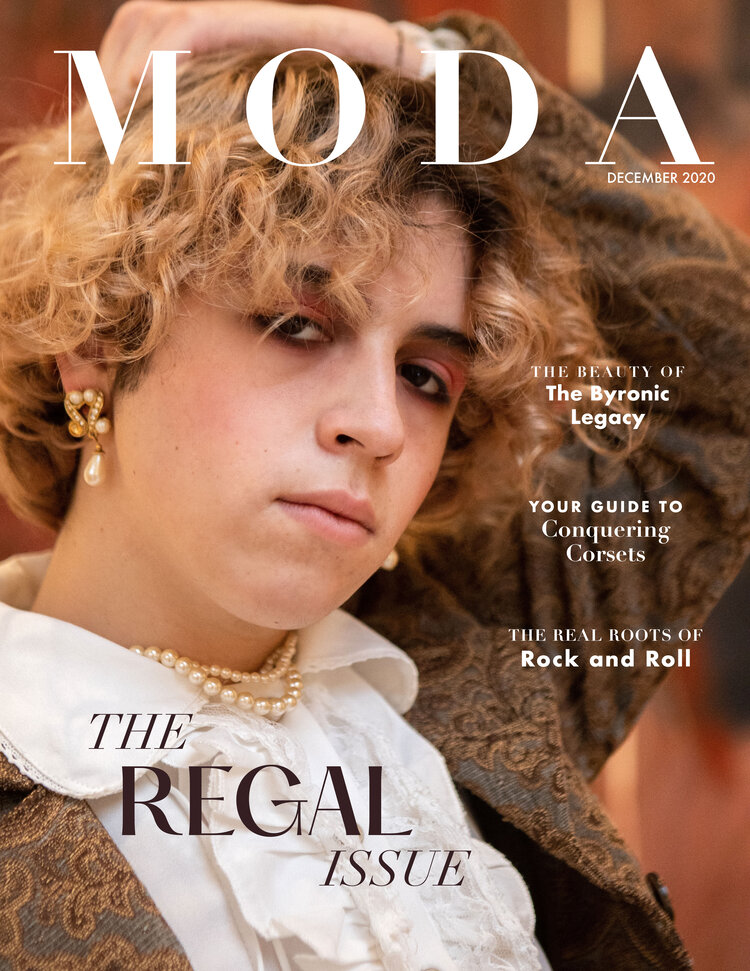 MODA
DECEMBER 2020
THE BEAUTY OF
The Byronic
Legacy
YOUR GUIDE TO
Conquering
Corsets
THE REAL ROOTS OF
Rock and Roll
THE
REGAL
ISSUE